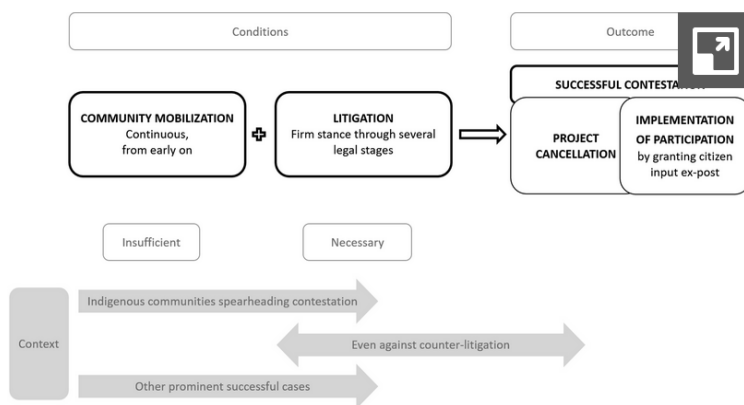 Conditions
Outcome
SUCCESSFUL
COMMUNITY MOBILIZATION
Continuous,
from early on
LITIGATION
Firm stance through several
legal stages
PROJECT
CANCELLATION
IMPLEMENTATION
OF PARTICIPATION
by granting citizen
input ex-post
Insufficient
Necessary
Context
Indigenous communities spearheading contestation
Even against counter-litigation
Other prominent successful cases